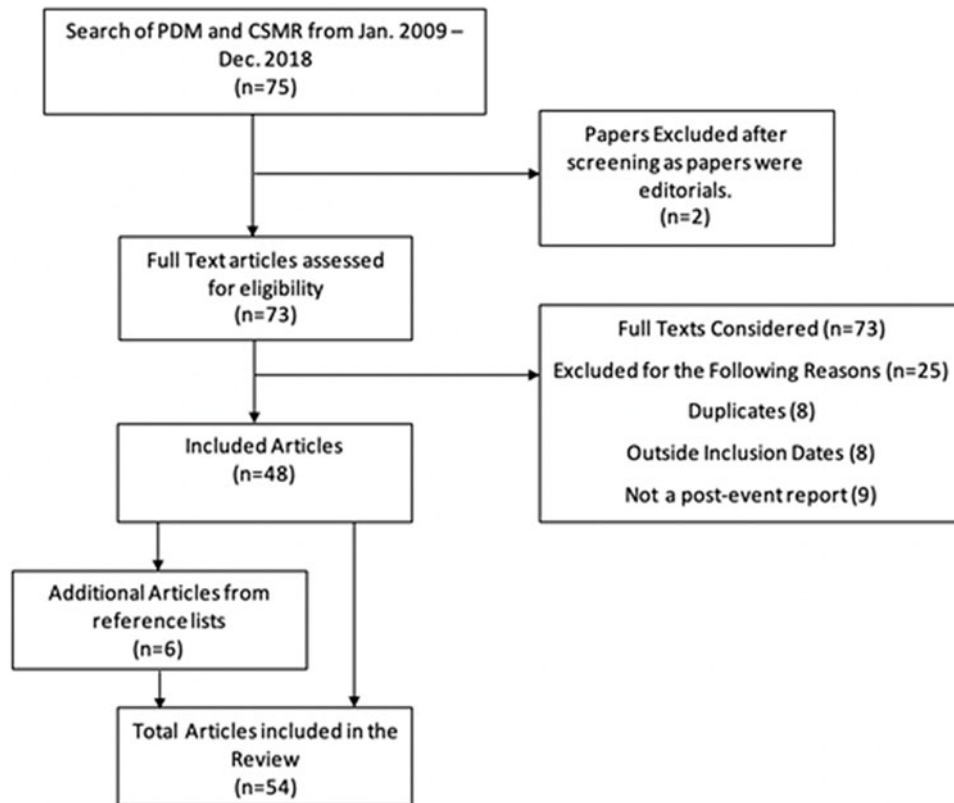 Search of PDM and CSMR from Jan. 2009 –
Dec. 2018
(n=75)
Papers Excluded after
screening as papers were
editorials.
(n=2)
Full Text articles assessed
for eligibility
(n=73)
Full Texts Considered (n=73)
Excluded for the Following Reasons (n=25)
Duplicates (8)
Outside Inclusion Dates (8)
Not a post-event report (9)
Included Articles
(n=48)
Additional Articles from
reference lists
(n=6)
Total Articles included in the
Review
(n=54)